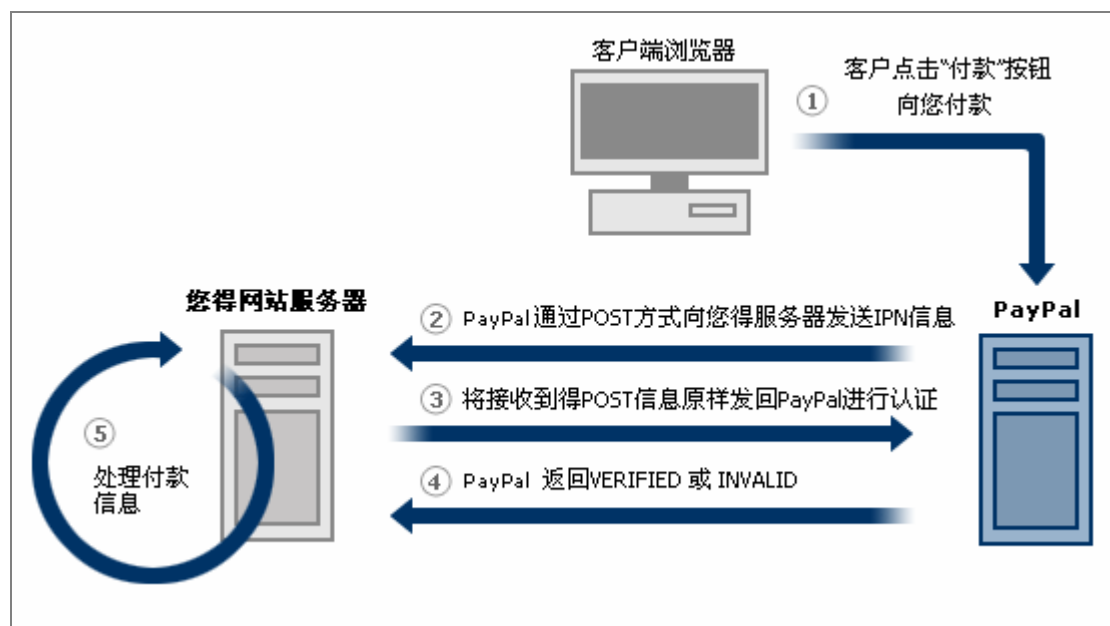 客户端浏览器
① 客户点击“付款”按钮
向您付款
您得网站服务器
PayPal
② PayPal通过POST方式向您得服务器发送IPN信息
③ 将接收到得POST信息原样发回PayPal进行认证
④ PayPal 返回VERIFIED 或 INVALID
⑤
处理付款
信息